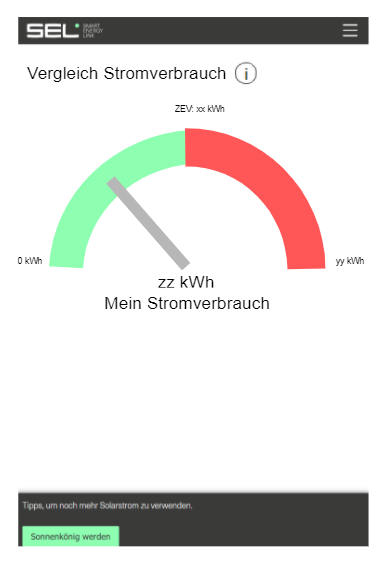 SEL SMART
ENERGY
LINK
Vergleich Stromverbrauch i
ZEV: xx kWh
0 kWh
yy kWh
zz kWh
Mein Stromverbrauch
Tipps, um noch mehr Solarstrom zu verwenden.
Sonnenkönig werden